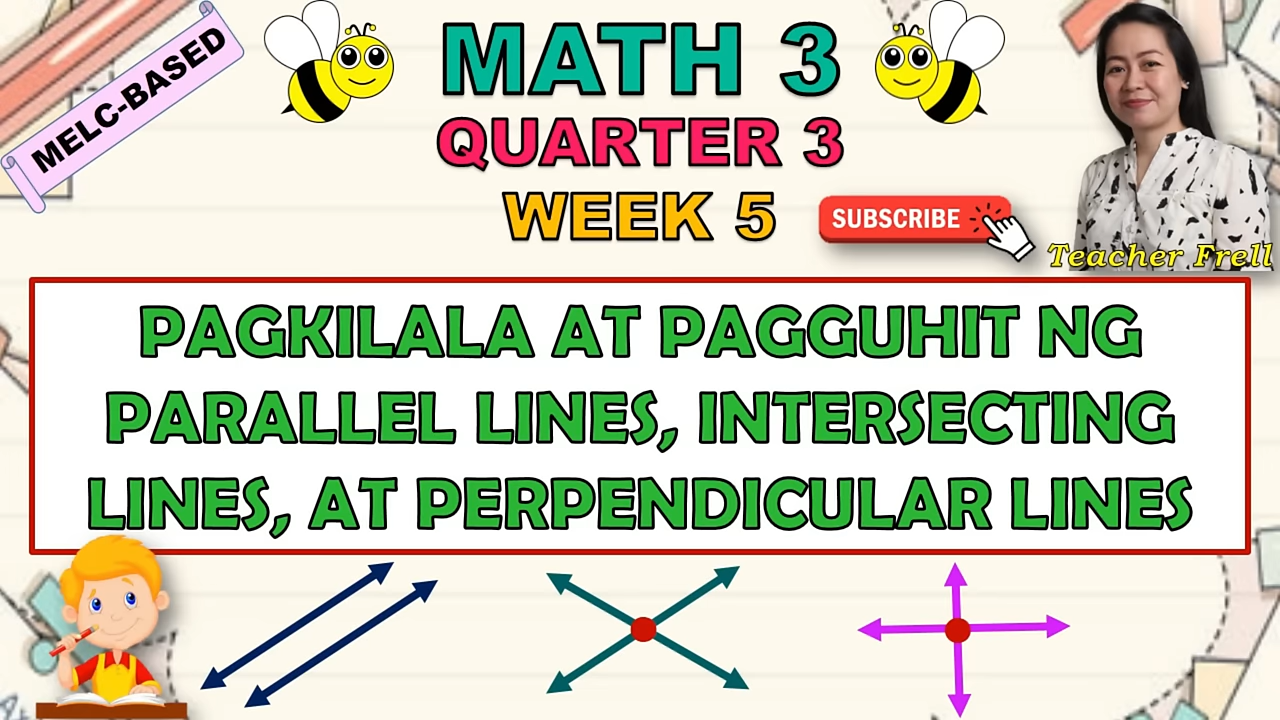 MELC-BASED
MATH 3
QUARTER 3
WEEK 5
SUBSCRIBE
Teacher Frell
PAGKILALA AT PAGGUHIT NG
PARALLEL LINES, INTERSECTING
LINES, AT PERPENDICULAR LINES